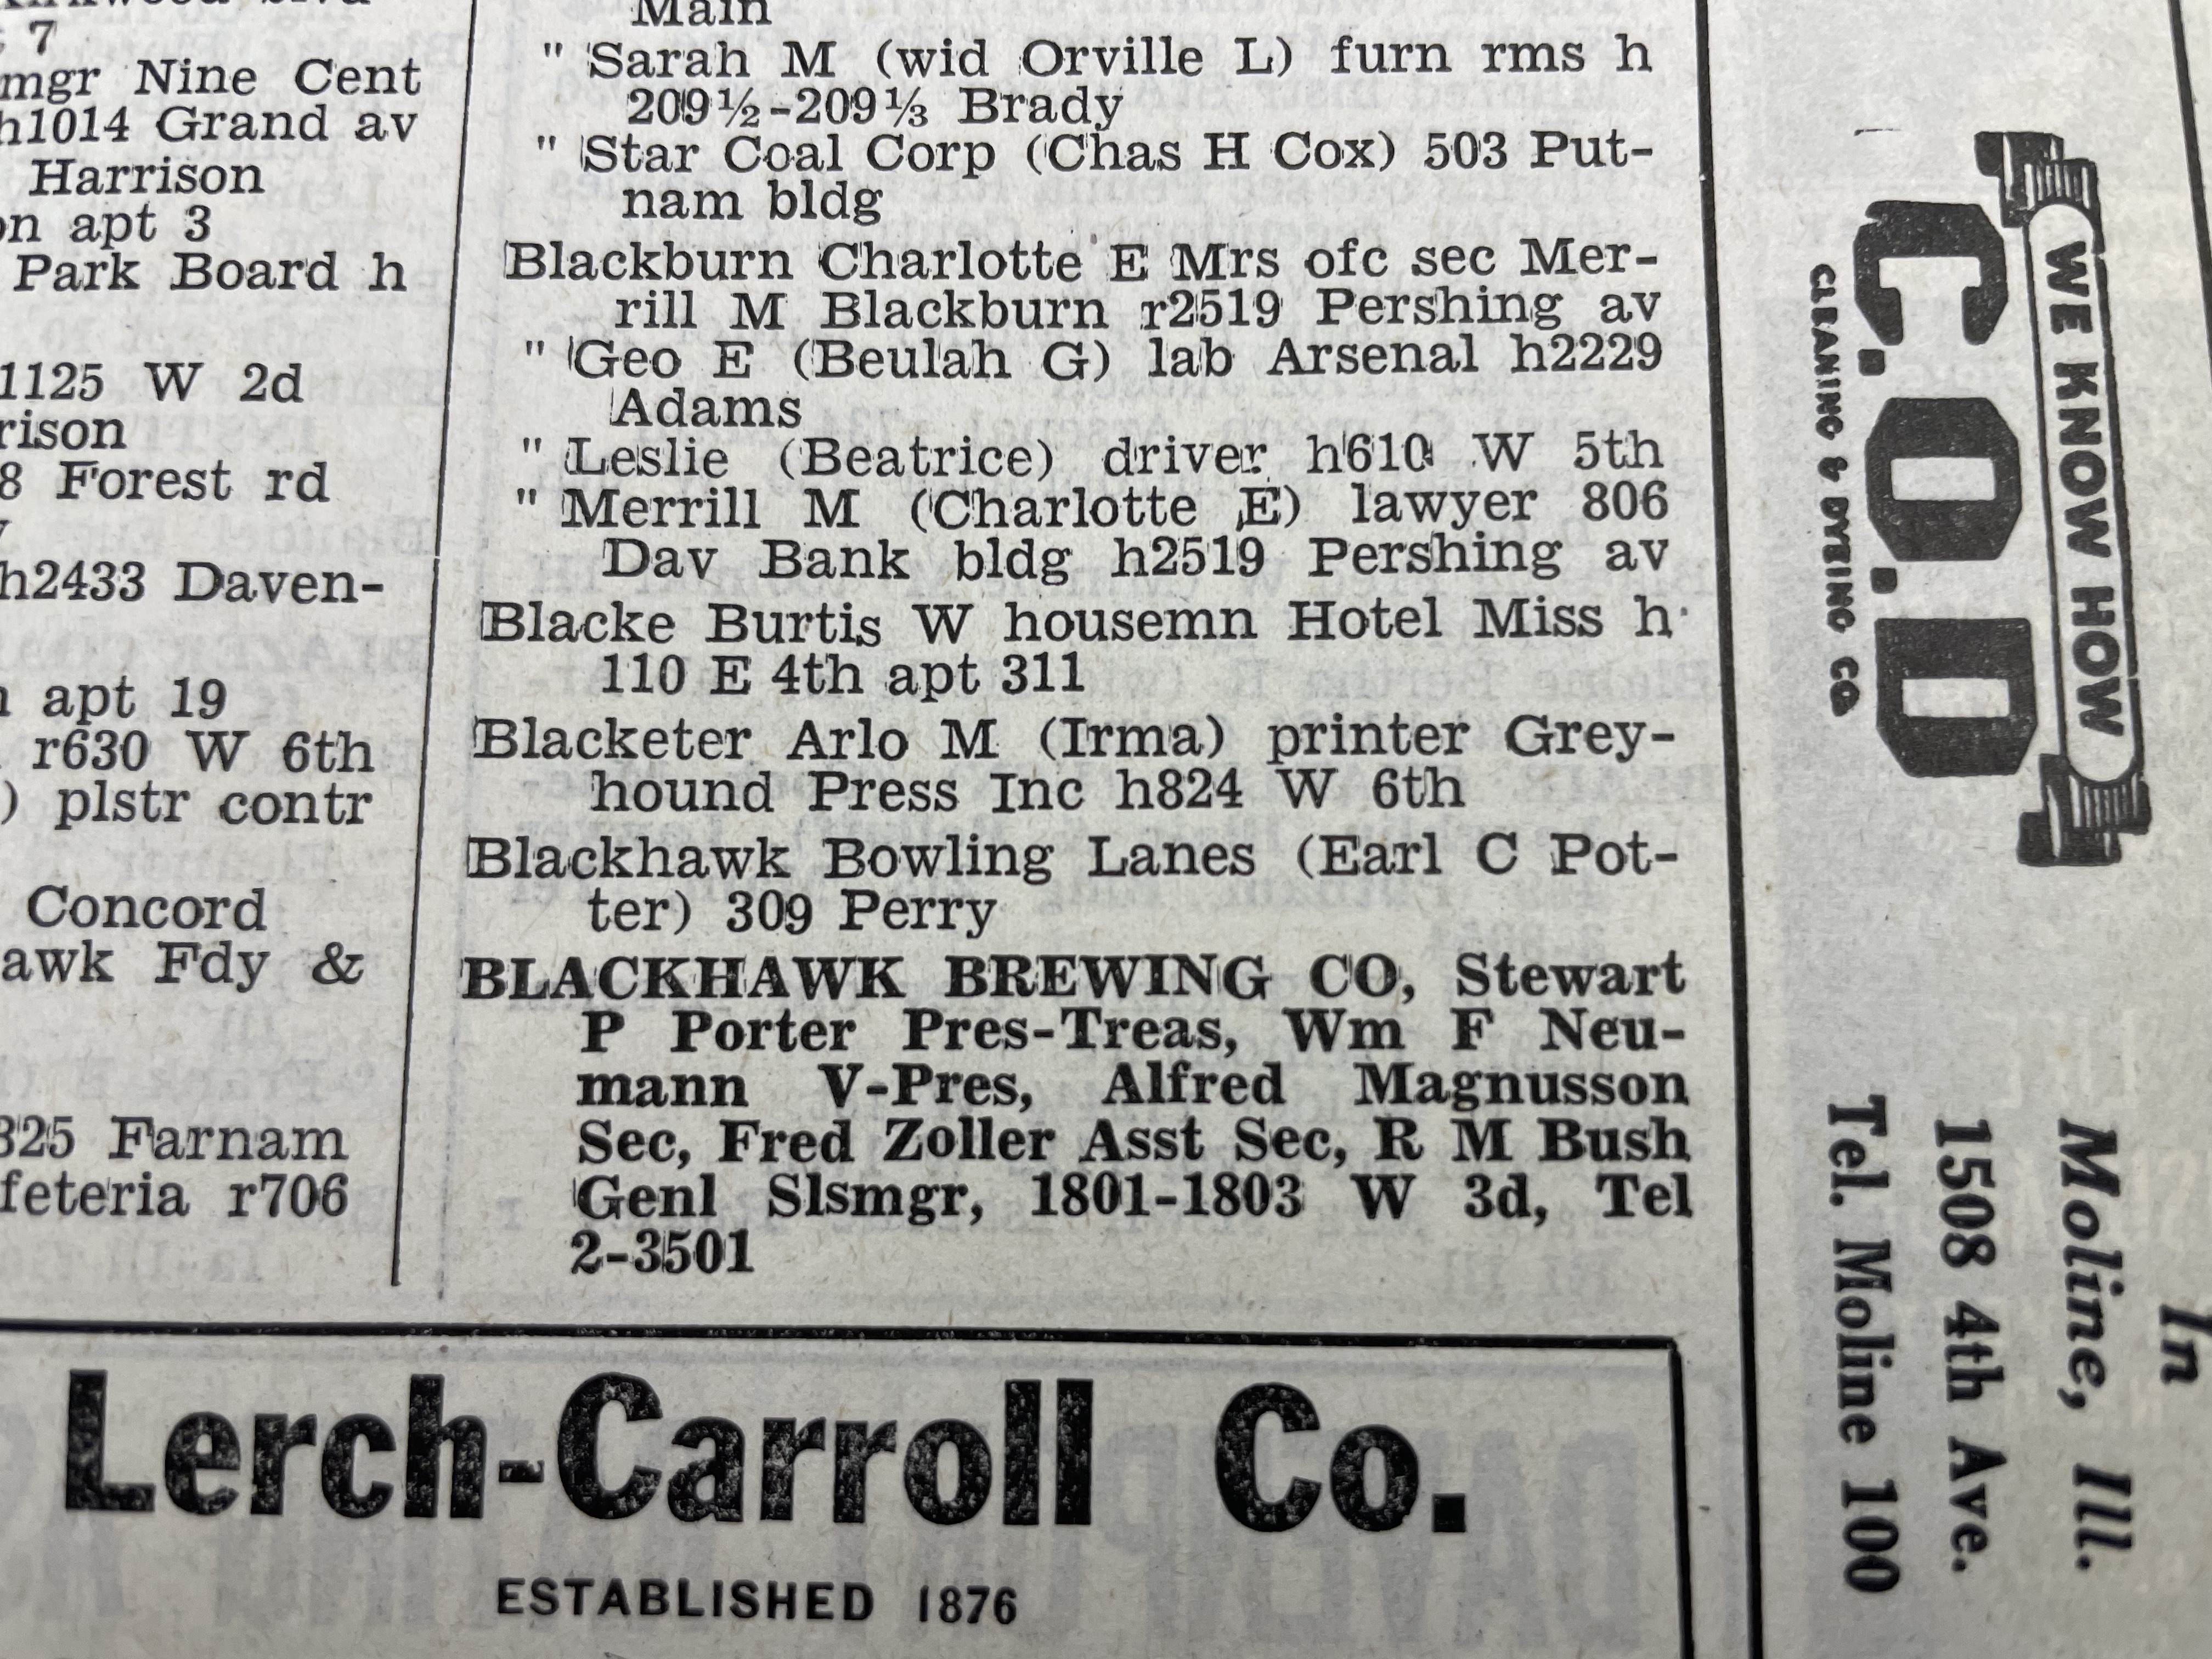 7
mgr Nine Cent
h1014 Grand av
Harrison
on apt 3
Park Board h
1125 W 2d
rison
8 Forest rd
h2433 Daven-
apt 19
r630 W 6th
) plstr contr
Concord
awk Fdy &
325 Farnam
feteria r706
Main
" Sarah M (wid Orville L) furn rms h
209½-209⅓ Brady
" Star Coal Corp (Chas H Cox) 503 Put-
nam bldg
Blackburn Charlotte E Mrs ofc sec Mer-
rill M Blackburn r2519 Pershing av
" Geo E (Beulah G) lab Arsenal h2229
Adams
" Leslie (Beatrice) driver h610 W 5th
" Merrill M (Charlotte E) lawyer 806
Dav Bank bldg h2519 Pershing av
Blacke Burtis W housemn Hotel Miss h
110 E 4th apt 311
Blacketer Arlo M (Irma) printer Grey-
hound Press Inc h824 W 6th
Blackhawk Bowling Lanes (Earl C Pot-
ter) 309 Perry
BLACKHAWK BREWING CO, Stewart
P Porter Pres-Treas, Wm F Neu-
mann V-Pres, Alfred Magnusson
Sec, Fred Zoller Asst Sec, R M Bush
Genl Slsmgr, 1801-1803 W 3d, Tel
2-3501
Lerch-Carroll Co.
ESTABLISHED 1876
WE KNOW HOW
C.O.D
CLEANING & DYEING CO.
In
Moline, Ill.
1508 4th Ave.
Tel. Moline 100